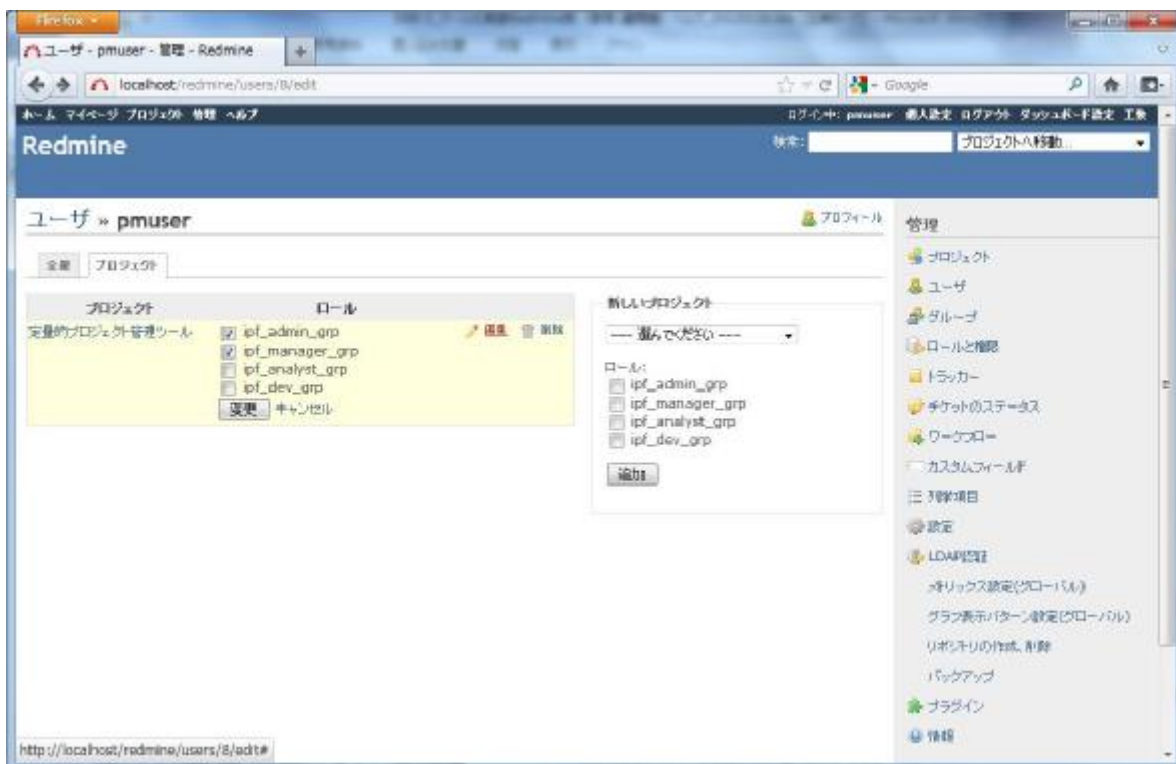 Firefox
ユーザ - pmuser - 管理 - Redmine
localhost/redmine/users/8/edit
Google
ホーム マイページ プロジェクト 管理 ヘルプ
ログイン中: pmuser 個人設定 ログアウト ダッシュボード設定 工数
Redmine
検索:
プロジェクトへ移動...
ユーザ » pmuser
プロフィール
全般 プロジェクト
プロジェクト ロール
定量的プロジェクト管理ツール
ipf_admin_grp
編集 削除
ipf_manager_grp
ipf_analyst_grp
ipf_dev_grp
変更 キャンセル
新しいプロジェクト
--- 選んでください ---
ロール:
ipf_admin_grp
ipf_manager_grp
ipf_analyst_grp
ipf_dev_grp
追加
管理
プロジェクト
ユーザ
グループ
ロールと権限
トラッカー
チケットのステータス
ワークフロー
カスタムフィールド
列挙項目
設定
LDAP認証
メトリックス設定(グローバル)
グラフ表示パターン設定(グローバル)
リポジトリの作成、削除
バックアップ
プラグイン
情報
http://localhost/redmine/users/8/edit#